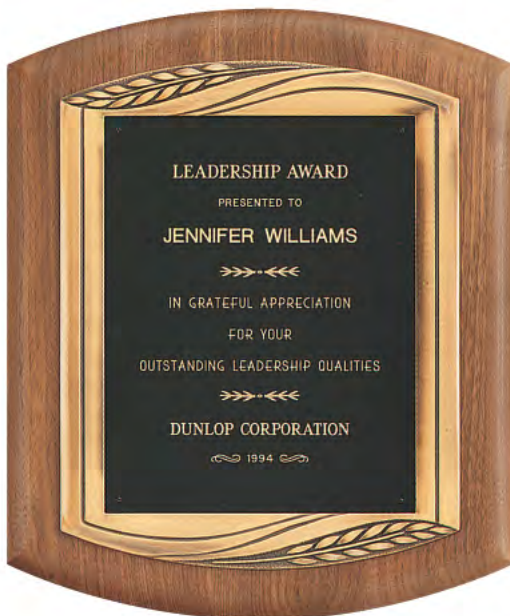 LEADERSHIP AWARD
PRESENTED TO
JENNIFER WILLIAMS
IN GRATEFUL APPRECIATION
FOR YOUR
OUTSTANDING LEADERSHIP QUALITIES
DUNLOP CORPORATION
1994